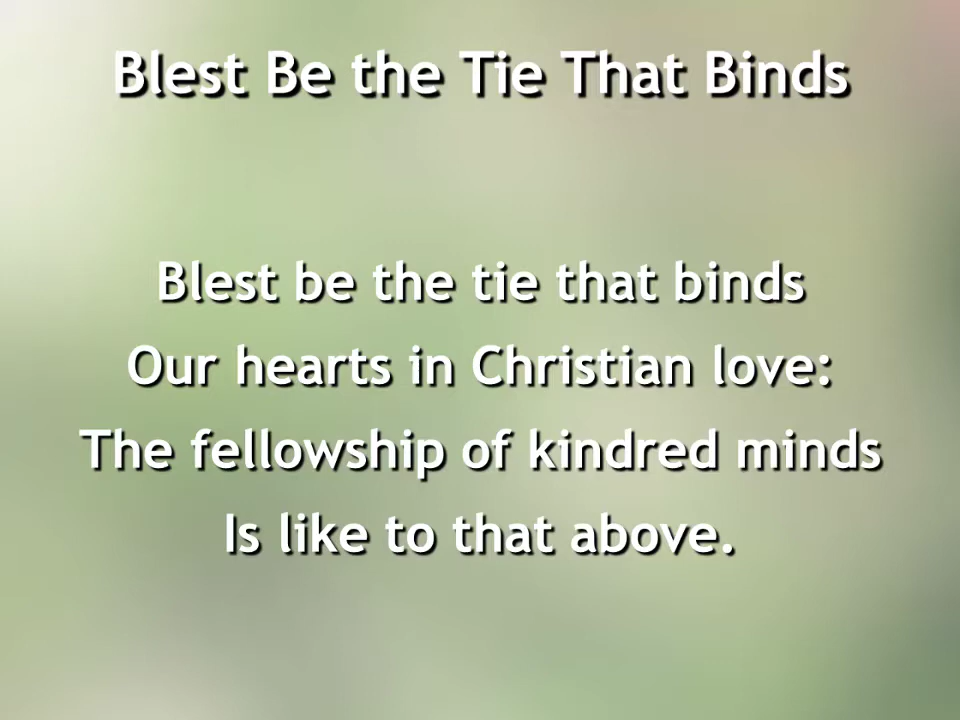 Blest Be the Tie That Binds
Blest be the tie that binds
Our hearts in Christian love:
The fellowship of kindred minds
Is like to that above.